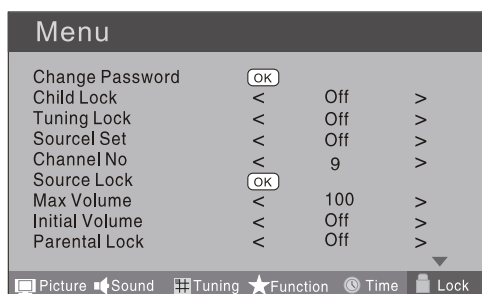 Menu
Change Password OK
Child Lock < Off >
Tuning Lock < Off >
Sourcel Set < Off >
Channel No < 9 >
Source Lock OK
Max Volume < 100 >
Initial Volume < Off >
Parental Lock < Off >
Picture Sound Tuning Function Time Lock